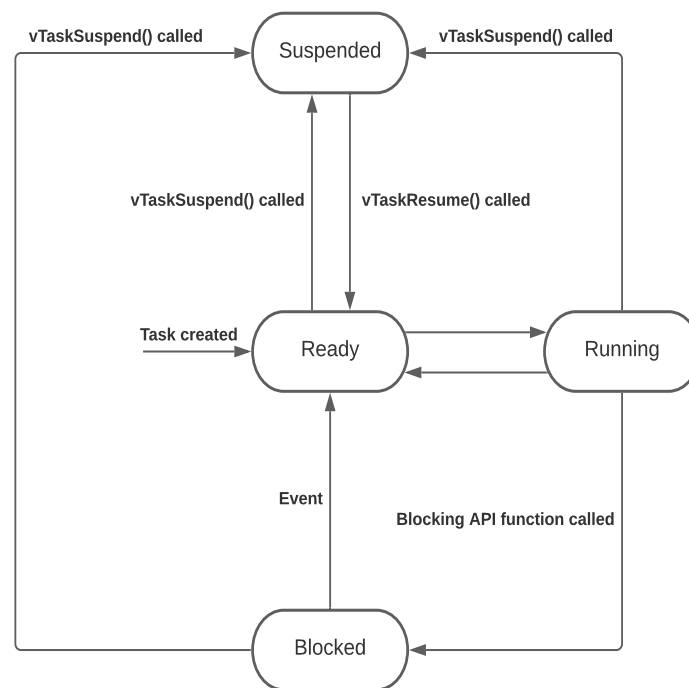 vTaskSuspend() called
Suspended
vTaskSuspend() called
vTaskSuspend() called
vTaskResume() called
Task created
Ready
Running
Event
Blocking API function called
Blocked